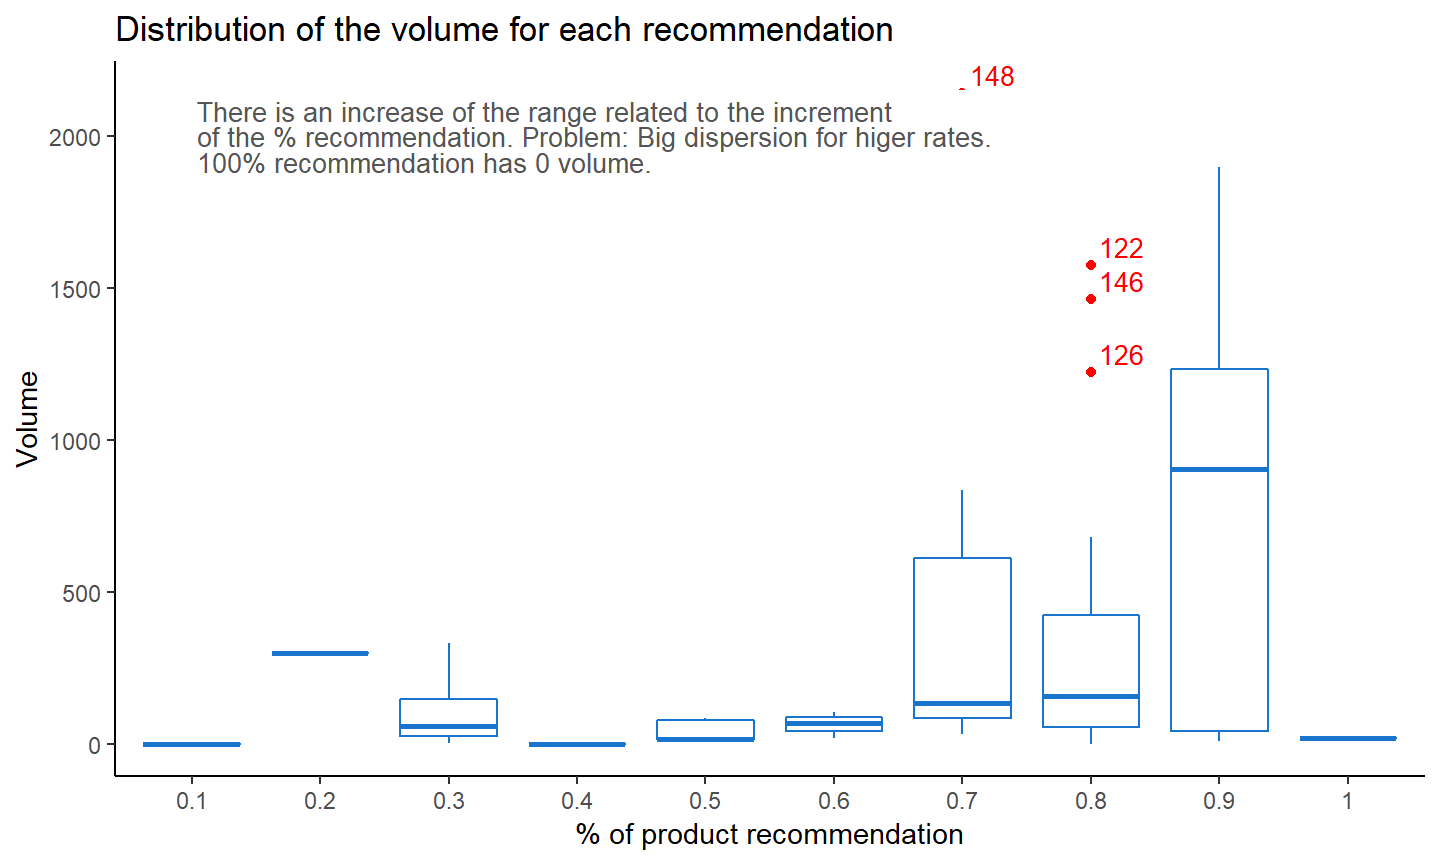 Distribution of the volume for each recommendation
148
There is an increase of the range related to the increment
of the % recommendation. Problem: Big dispersion for higer rates.
100% recommendation has 0 volume.
2000
122
1500
146
126
Volume
1000
500
0
0.1 0.2 0.3 0.4 0.5 0.6 0.7 0.8 0.9 1
% of product recommendation